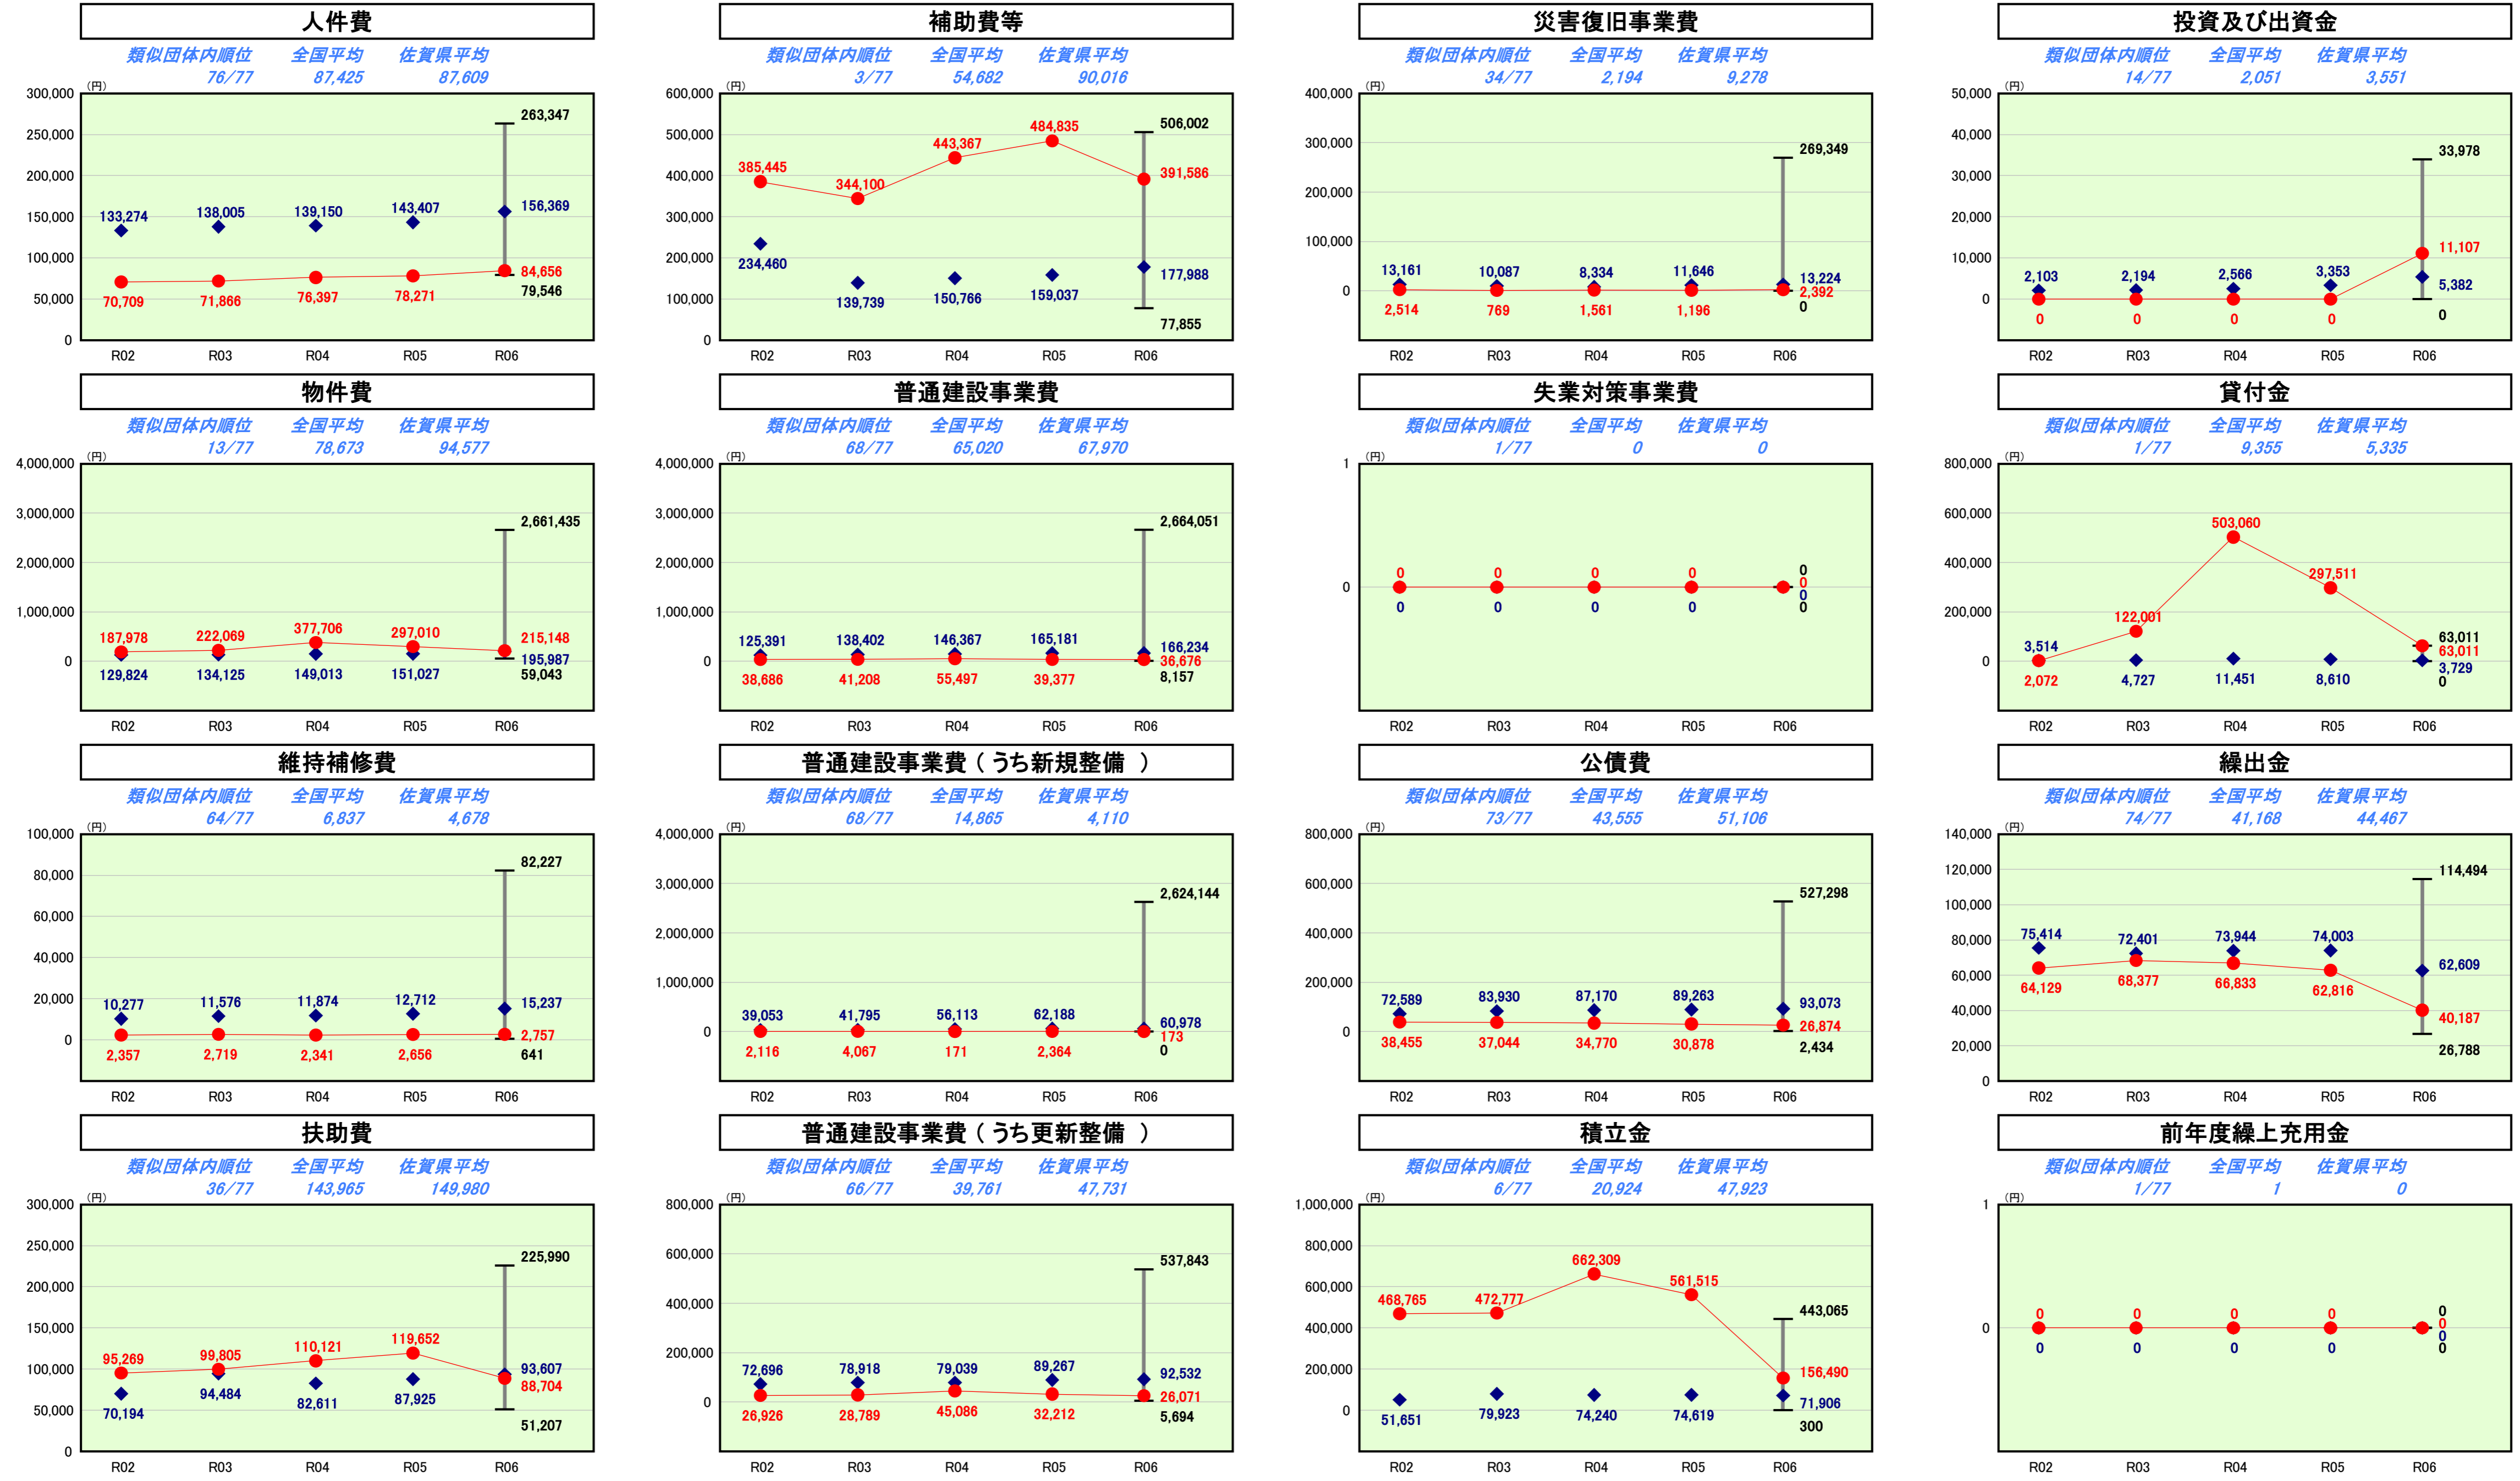 人件費
類似団体内順位 全国平均 佐賀県平均
76/77 87,425 87,609
(円)
300,000
250,000
200,000
150,000
100,000
50,000
0
263,347
133,274 138,005 139,150 143,407 156,369
70,709 71,866 76,397 78,271 84,656
79,546
R02 R03 R04 R05 R06
補助費等
類似団体内順位 全国平均 佐賀県平均
3/77 54,682 90,016
(円)
600,000
500,000
400,000
300,000
200,000
100,000
0
506,002
385,445 344,100 443,367 484,835 391,586
234,460 139,739 150,766 159,037 177,988
77,855
R02 R03 R04 R05 R06
災害復旧事業費
類似団体内順位 全国平均 佐賀県平均
34/77 2,194 9,278
(円)
400,000
300,000
200,000
100,000
0
269,349
13,161 10,087 8,334 11,646 13,224
2,514 769 1,561 1,196 2,392
0
R02 R03 R04 R05 R06
投資及び出資金
類似団体内順位 全国平均 佐賀県平均
14/77 2,051 3,551
(円)
50,000
40,000
30,000
20,000
10,000
0
33,978
11,107
2,103 2,194 2,566 3,353 5,382
0 0 0 0
0
R02 R03 R04 R05 R06
物件費
類似団体内順位 全国平均 佐賀県平均
13/77 78,673 94,577
(円)
4,000,000
3,000,000
2,000,000
1,000,000
0
2,661,435
187,978 222,069 377,706 297,010 215,148
129,824 134,125 149,013 151,027 195,987
59,043
R02 R03 R04 R05 R06
普通建設事業費
類似団体内順位 全国平均 佐賀県平均
68/77 65,020 67,970
(円)
4,000,000
3,000,000
2,000,000
1,000,000
0
2,664,051
125,391 138,402 146,367 165,181 166,234
38,686 41,208 55,497 39,377 36,676
8,157
R02 R03 R04 R05 R06
失業対策事業費
類似団体内順位 全国平均 佐賀県平均
1/77 0 0
(円)
1
0
0
0 0 0 0 0
0 0 0 0 0
0
R02 R03 R04 R05 R06
貸付金
類似団体内順位 全国平均 佐賀県平均
1/77 9,355 5,335
(円)
800,000
600,000
400,000
200,000
0
63,011
2,072 122,001 503,060 297,511 63,011
3,514 4,727 11,451 8,610 3,729
0
R02 R03 R04 R05 R06
維持補修費
類似団体内順位 全国平均 佐賀県平均
64/77 6,837 4,678
(円)
100,000
80,000
60,000
40,000
20,000
0
82,227
10,277 11,576 11,874 12,712 15,237
2,357 2,719 2,341 2,656 2,757
641
R02 R03 R04 R05 R06
普通建設事業費(うち新規整備 )
類似団体内順位 全国平均 佐賀県平均
68/77 14,865 4,110
(円)
4,000,000
3,000,000
2,000,000
1,000,000
0
2,624,144
39,053 41,795 56,113 62,188 60,978
2,116 4,067 171 2,364 173
0
R02 R03 R04 R05 R06
公債費
類似団体内順位 全国平均 佐賀県平均
73/77 43,555 51,106
(円)
800,000
600,000
400,000
200,000
0
527,298
72,589 83,930 87,170 89,263 93,073
38,455 37,044 34,770 30,878 26,874
2,434
R02 R03 R04 R05 R06
繰出金
類似団体内順位 全国平均 佐賀県平均
74/77 41,168 44,467
(円)
140,000
120,000
100,000
80,000
60,000
40,000
20,000
0
114,494
75,414 72,401 73,944 74,003 62,609
64,129 68,377 66,833 62,816 40,187
26,788
R02 R03 R04 R05 R06
扶助費
類似団体内順位 全国平均 佐賀県平均
36/77 143,965 149,980
(円)
300,000
250,000
200,000
150,000
100,000
50,000
0
225,990
95,269 99,805 110,121 119,652 88,704
70,194 94,484 82,611 87,925 93,607
51,207
R02 R03 R04 R05 R06
普通建設事業費(うち更新整備 )
類似団体内順位 全国平均 佐賀県平均
66/77 39,761 47,731
(円)
800,000
600,000
400,000
200,000
0
537,843
72,696 78,918 79,039 89,267 92,532
26,926 28,789 45,086 32,212 26,071
5,694
R02 R03 R04 R05 R06
積立金
類似団体内順位 全国平均 佐賀県平均
6/77 20,924 47,923
(円)
1,000,000
800,000
600,000
400,000
200,000
0
443,065
468,765 472,777 662,309 561,515 156,490
51,651 79,923 74,240 74,619 71,906
300
R02 R03 R04 R05 R06
前年度繰上充用金
類似団体内順位 全国平均 佐賀県平均
1/77 1 0
(円)
1
0
0
0 0 0 0 0
0 0 0 0 0
0
R02 R03 R04 R05 R06